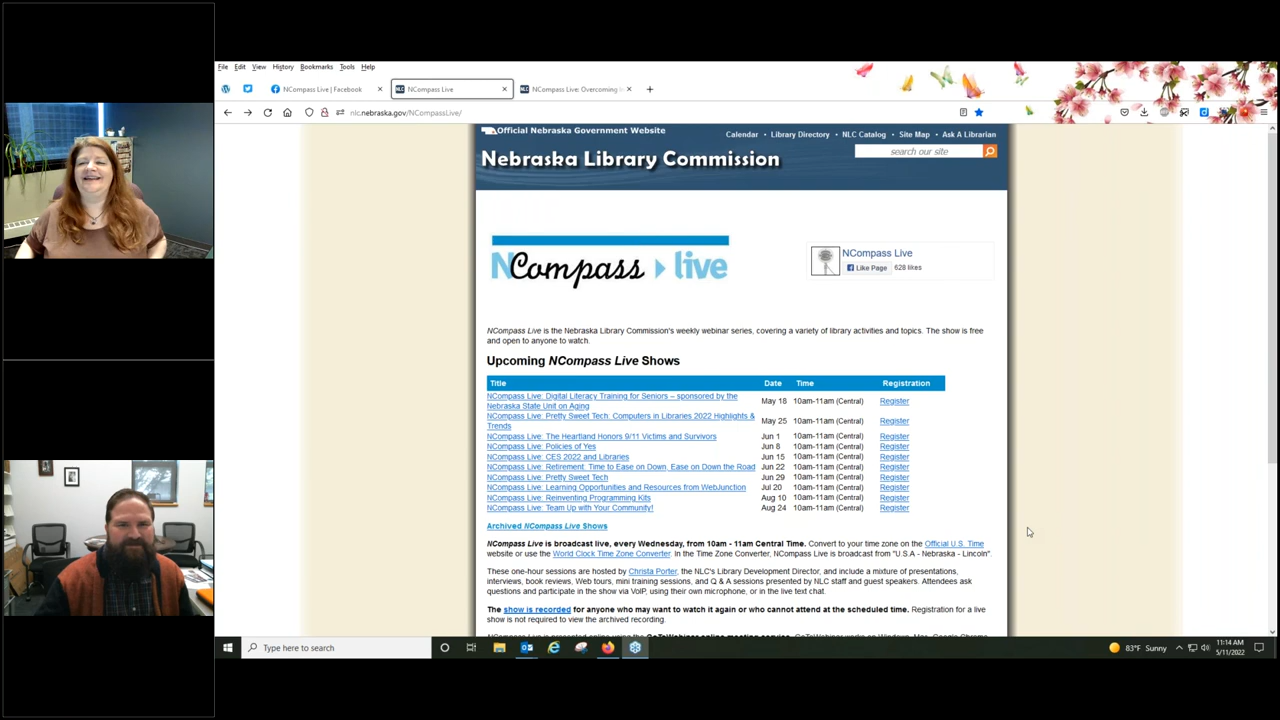 File Edit View History Bookmarks Tools Help
NCompass Live | Facebook
NCompass Live
NCompass Live: Overcoming
nlc.nebraska.gov/NCompassLive/
Official Nebraska Government Website
Calendar • Library Directory • NLC Catalog • Site Map • Ask A Librarian
Nebraska Library Commission
search our site
NCompass live
NCompass Live
Like Page 628 likes
NCompass Live is the Nebraska Library Commission's weekly webinar series, covering a variety of library activities and topics. The show is free
and open to anyone to watch.
Upcoming NCompass Live Shows
Title Date Time Registration
NCompass Live: Digital Literacy Training for Seniors – sponsored by the
Nebraska State Unit on Aging May 18 10am-11am (Central) Register
NCompass Live: Pretty Sweet Tech: Computers in Libraries 2022 Highlights &
Trends May 25 10am-11am (Central) Register
NCompass Live: The Heartland Honors 9/11 Victims and Survivors Jun 1 10am-11am (Central) Register
NCompass Live: Policies of Yes Jun 8 10am-11am (Central) Register
NCompass Live: CES 2022 and Libraries Jun 15 10am-11am (Central) Register
NCompass Live: Retirement: Time to Ease on Down, Ease on Down the Road Jun 22 10am-11am (Central) Register
NCompass Live: Pretty Sweet Tech Jun 29 10am-11am (Central) Register
NCompass Live: Learning Opportunities and Resources from WebJunction Jul 20 10am-11am (Central) Register
NCompass Live: Reinventing Programming Kits Aug 10 10am-11am (Central) Register
NCompass Live: Team Up with Your Community! Aug 24 10am-11am (Central) Register
Archived NCompass Live Shows
NCompass Live is broadcast live, every Wednesday, from 10am - 11am Central Time. Convert to your time zone on the Official U.S. Time
website or use the World Clock Time Zone Converter. In the Time Zone Converter, NCompass Live is broadcast from "U.S.A - Nebraska - Lincoln".
These one-hour sessions are hosted by Christa Porter, the NLC's Library Development Director, and include a mixture of presentations,
interviews, book reviews, Web tours, mini training sessions, and Q & A sessions presented by NLC staff and guest speakers. Attendees ask
questions and participate in the show via VoIP, using their own microphone, or in the live text chat.
The show is recorded for anyone who may want to watch it again or who cannot attend at the scheduled time. Registration for a live
show is not required to view the archived recording.
Type here to search
83°F Sunny
11:14 AM
5/11/2022